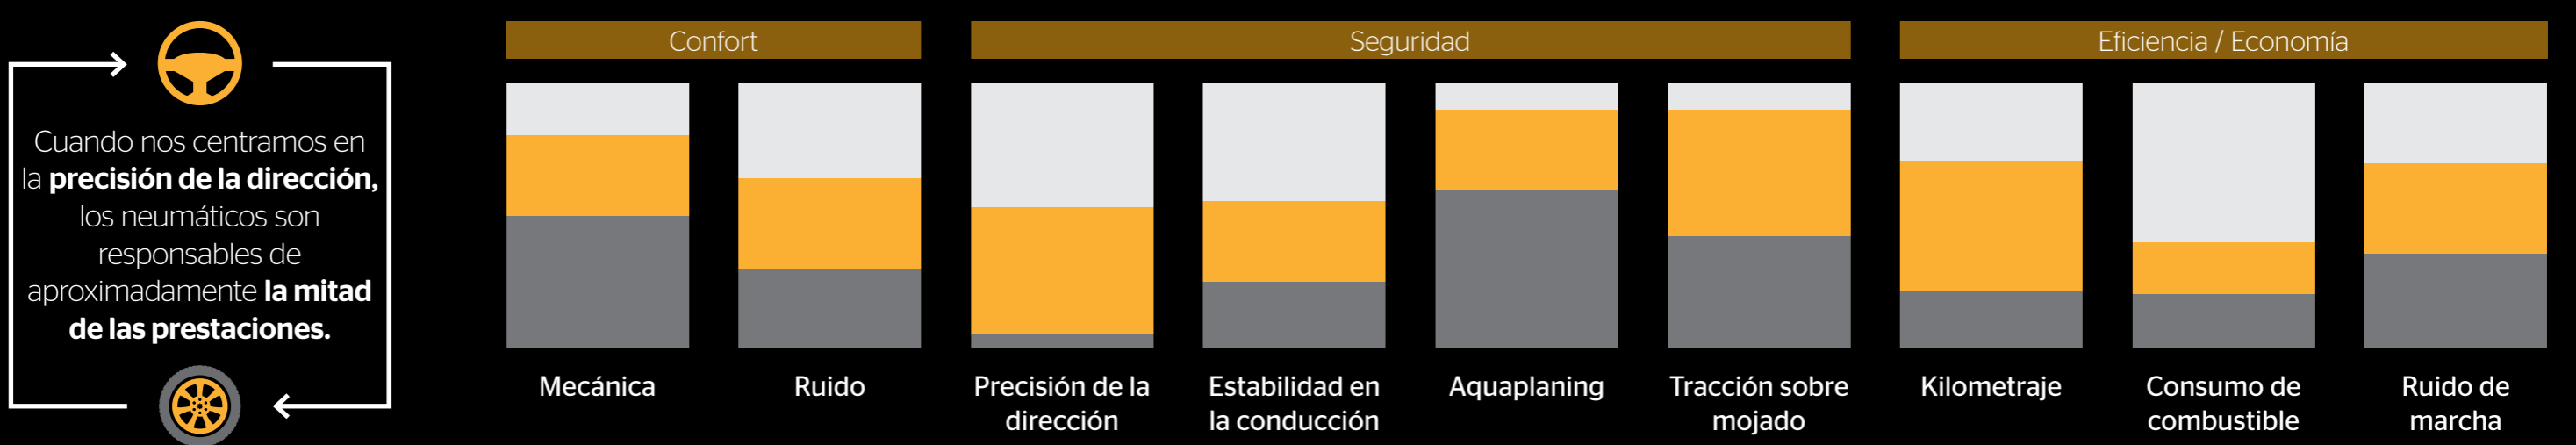 Cuando nos centramos en
la precisión de la dirección,
los neumáticos son
responsables de
aproximadamente la mitad
de las prestaciones.
Confort
Mecánica
Ruido
Seguridad
Precisión de la
dirección
Estabilidad en
la conducción
Aquaplaning
Tracción sobre
mojado
Eficiencia / Economía
Kilometraje
Consumo de
combustible
Ruido de
marcha